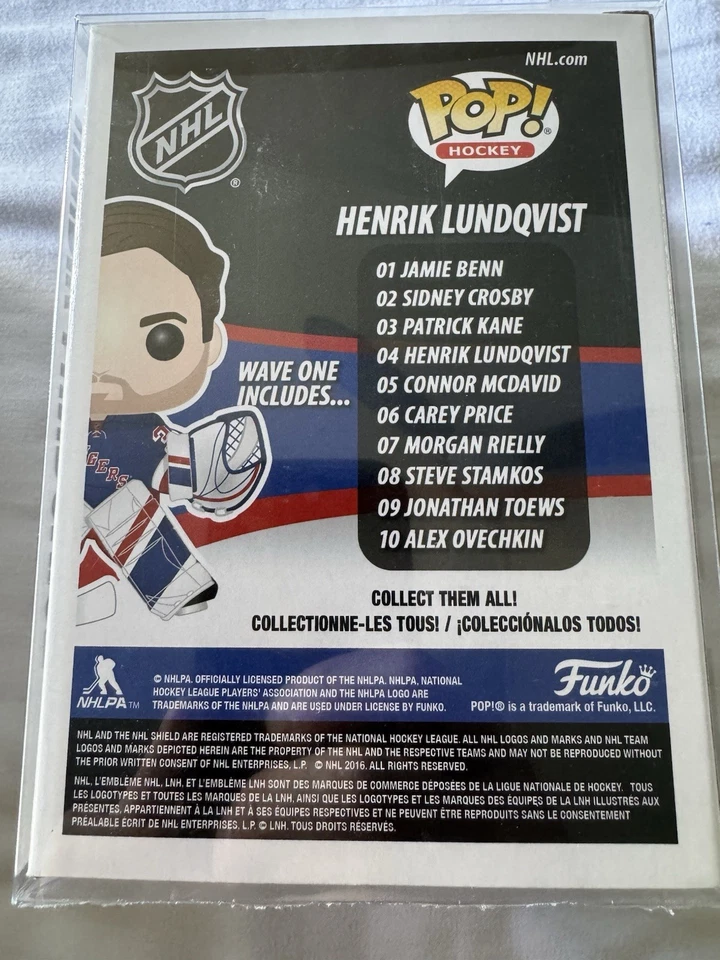 NHL.com
NHL
®
POP!®
HOCKEY
HENRIK LUNDQVIST
01 JAMIE BENN
02 SIDNEY CROSBY
03 PATRICK KANE
04 HENRIK LUNDQVIST
05 CONNOR MCDAVID
06 CAREY PRICE
07 MORGAN RIELLY
08 STEVE STAMKOS
09 JONATHAN TOEWS
10 ALEX OVECHKIN
WAVE ONE
INCLUDES...
GERS
COLLECT THEM ALL!
COLLECTIONNE-LES TOUS! / ¡COLECCIÓNALOS TODOS!
NHLPA™
© NHLPA. OFFICIALLY LICENSED PRODUCT OF THE NHLPA. NHLPA, NATIONAL
HOCKEY LEAGUE PLAYERS' ASSOCIATION AND THE NHLPA LOGO ARE
TRADEMARKS OF THE NHLPA AND ARE USED UNDER LICENSE BY FUNKO.
Funko
POP!® is a trademark of Funko, LLC.
NHL AND THE NHL SHIELD ARE REGISTERED TRADEMARKS OF THE NATIONAL HOCKEY LEAGUE. ALL NHL LOGOS AND MARKS AND NHL TEAM
LOGOS AND MARKS DEPICTED HEREIN ARE THE PROPERTY OF THE NHL AND THE RESPECTIVE TEAMS AND MAY NOT BE REPRODUCED WITHOUT
THE PRIOR WRITTEN CONSENT OF NHL ENTERPRISES, L.P. © NHL 2016. ALL RIGHTS RESERVED.
NHL, L'EMBLÈME NHL, LNH, ET L'EMBLÈME LNH SONT DES MARQUES DE COMMERCE DÉPOSÉES DE LA LIGUE NATIONALE DE HOCKEY. TOUS
LES LOGOTYPES ET TOUTES LES MARQUES DE LA LNH, AINSI QUE LES LOGOTYPES ET LES MARQUES DES ÉQUIPES DE LA LNH ILLUSTRÉS AUX
PRÉSENTES, APPARTIENNENT À LA LNH ET À SES ÉQUIPES RESPECTIVES ET NE PEUVENT ÊTRE REPRODUITS SANS LE CONSENTEMENT
PRÉALABLE ÉCRIT DE NHL ENTERPRISES, L.P. © LNH. TOUS DROITS RÉSERVÉS.